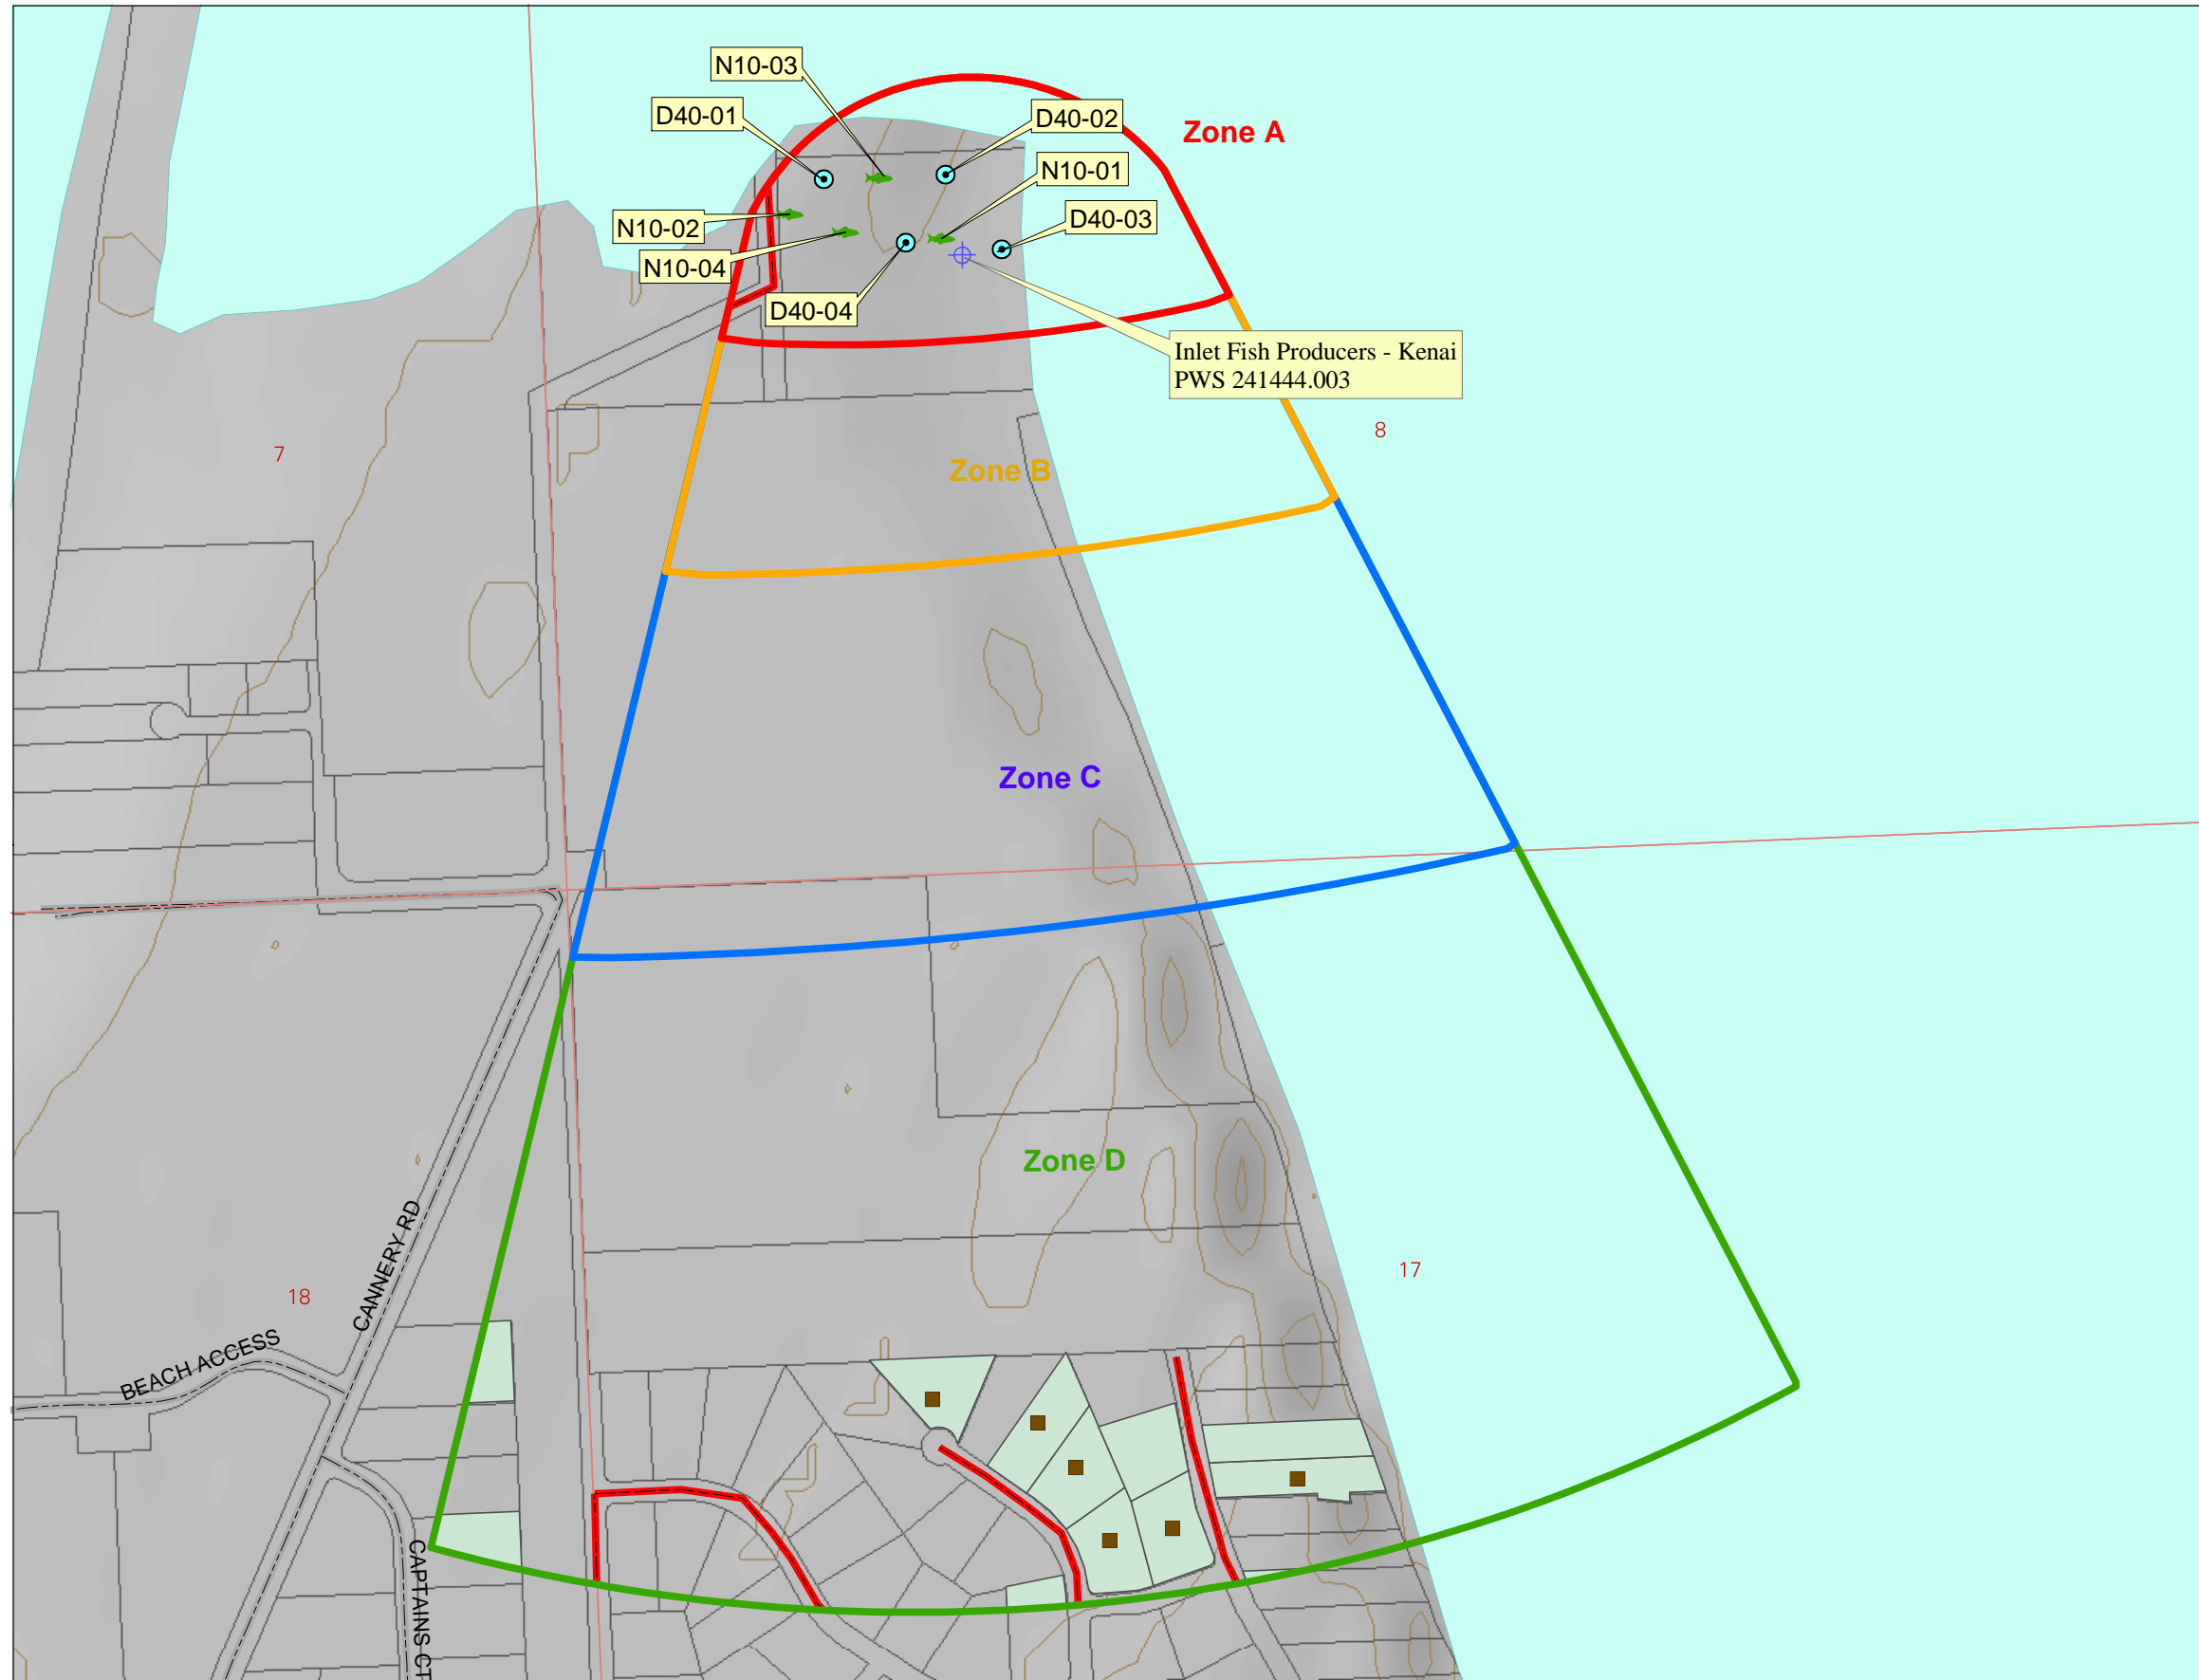 N10-03
D40-01
D40-02
Zone A
N10-01
D40-03
N10-02
N10-04
D40-04
Inlet Fish Producers - Kenai
PWS 241444.003
7
8
Zone B
Zone C
Zone D
CANNERY RD
17
18
BEACH ACCESS
CAPTAINS CT